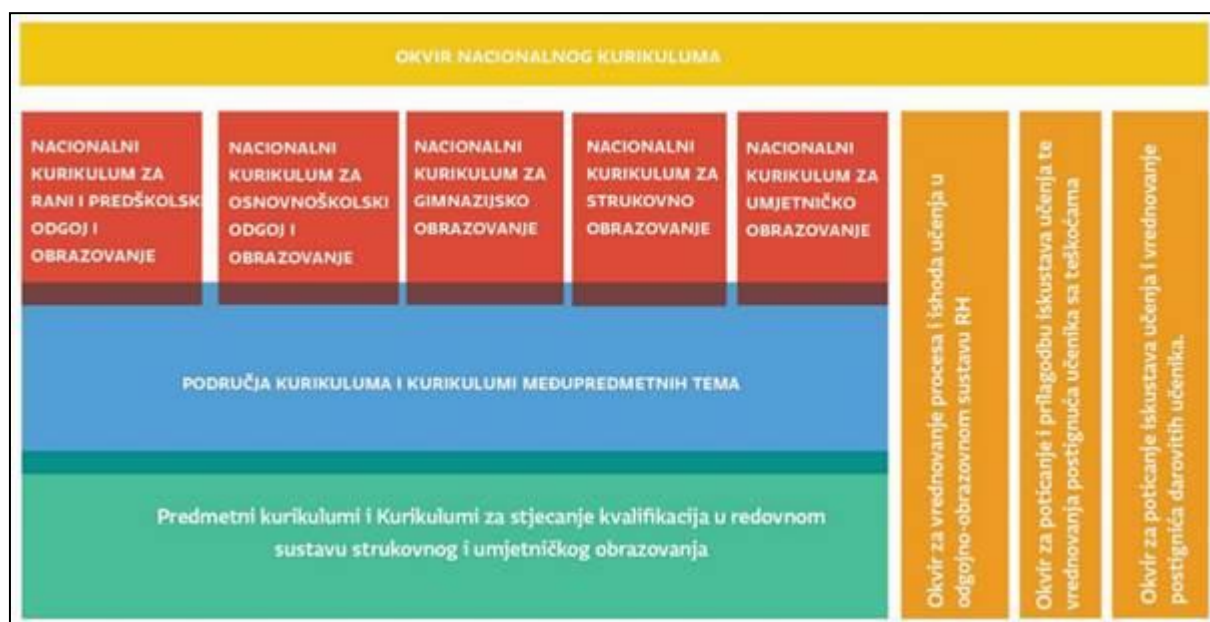 OKVIR NACIONALNOG KURIKULUMA
NACIONALNI
KURIKULUM ZA
RANI I PREDŠKOLSK
ODGOJ I
OBRAZOVANJE
NACIONALNI
KURIKULUM ZA
OSNOVNOŠKOLSKI
ODGOJ I
OBRAZOVANJE
NACIONALNI
KURIKULUM ZA
GIMNAZIJSKO
OBRAZOVANJE
NACIONALNI
KURIKULUM ZA
STRUKOVNO
OBRAZOVANJE
NACIONALNI
KURIKULUM ZA
UMJETNIČKO
OBRAZOVANJE
PODRUČJA KURIKULUMA I KURIKULUMI MEĐUPREDMETNIH TEMA
Predmetni kurikulumi i Kurikulumi za stjecanje kvalifikacija u redovnom
sustavu strukovnog i umjetničkog obrazovanja
Okvir za vrednovanje procesa i ishoda učenja u
odgojno-obrazovnom sustavu RH
Okvir za poticanje i prilagodbu iskustava učenja te
vrednovanja postignuća učenika sa teškoćama
Okvir za poticanje iskustava učenja i vrednovanje
postignića darovitih učenika.